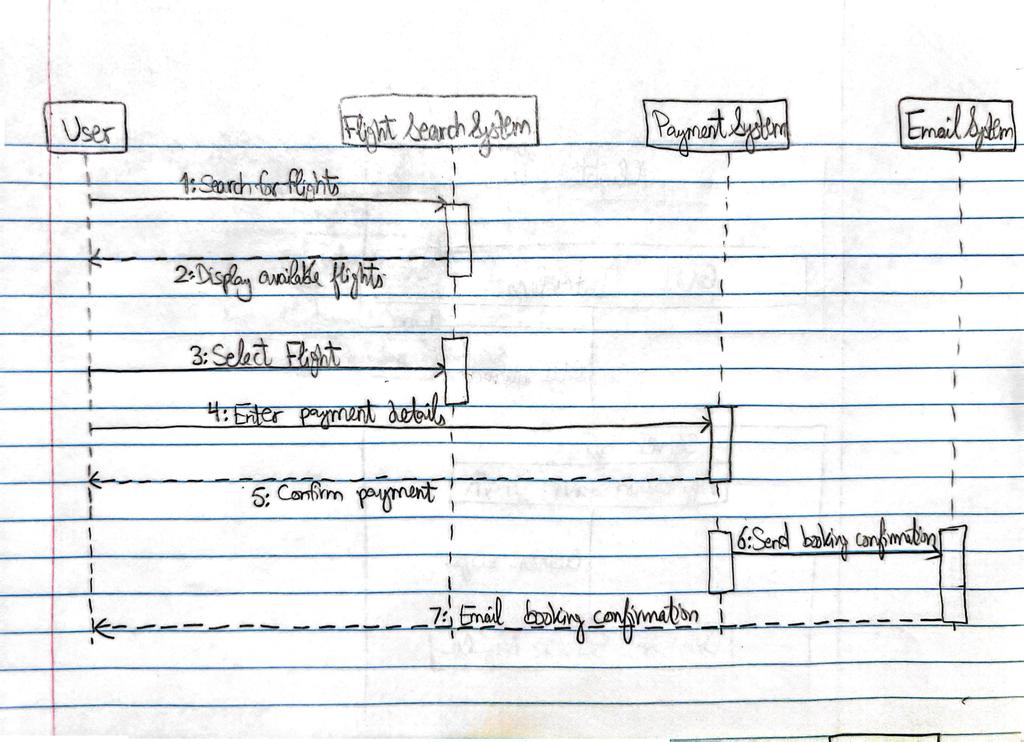 User
Flight Search System
Payment System
Email System
1: Search for flights
2: Display available flights
3: Select Flight
4: Enter payment details
5: Confirm payment
6: Send booking confirmation
7: Email booking confirmation